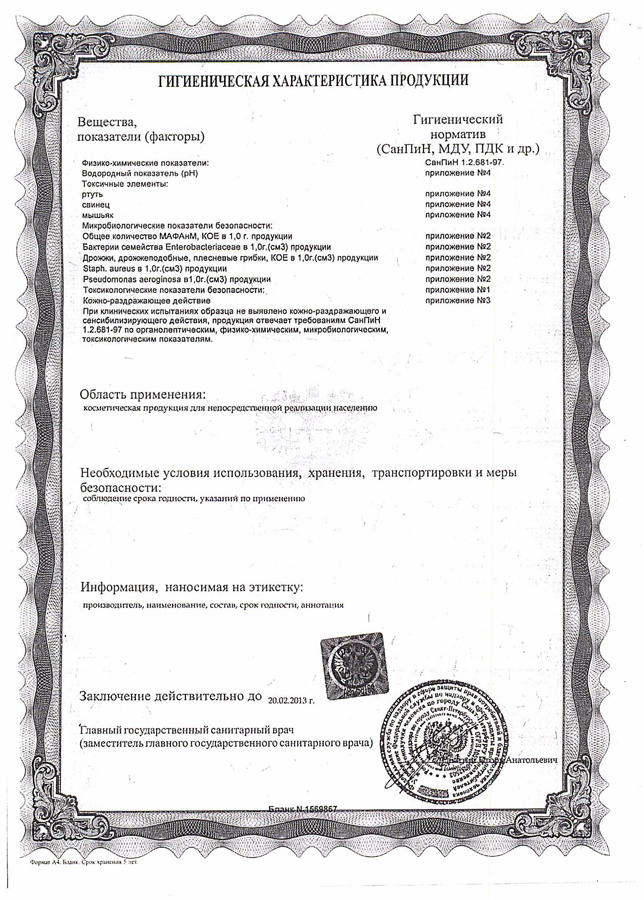 ГИГИЕНИЧЕСКАЯ ХАРАКТЕРИСТИКА ПРОДУКЦИИ
Вещества,
показатели (факторы)
Гигиенический
норматив
(СанПиН, МДУ, ПДК и др.)
Физико-химические показатели: СанПиН 1.2.681-97.
Водородный показатель (рН) приложение №4
Токсичные элементы:
ртуть приложение №4
свинец приложение №4
мышьяк приложение №4
Микробиологические показатели безопасности:
Общее количество МАФАнМ, КОЕ в 1,0 г. продукции приложение №2
Бактерии семейства Enterobacteriaceae в 1,0г.(см3) продукции приложение №2
Дрожжи, дрожжеподобные, плесневые грибки, КОЕ в 1,0г.(см3) продукции приложение №2
Staph. aureus в 1,0г.(см3) продукции приложение №2
Pseudomonas aeroginosa в1,0г.(см3) продукции приложение №2
Токсикологические показатели безопасности: приложение №1
Кожно-раздражающее действие приложение №3
При клинических испытаниях образца не выявлено кожно-раздражающего и
сенсибилизирующего действия, продукция отвечает требованиям СанПиН
1.2.681-97 по органолептическим, физико-химическим, микробиологическим,
токсикологическим показателям.
Область применения:
косметическая продукция для непосредственной реализации населению
Необходимые условия использования, хранения, транспортировки и меры
безопасности:
соблюдение срока годности, указаний по применению
Информация, наносимая на этикетку:
производитель, наименование, состав, срок годности, аннотация
Заключение действительно до 20.02.2013 г.
Главный государственный санитарный врач
(заместитель главного государственного санитарного врача)
Анатольевич
Бланк N.1569867
Формат А4. Бланк. Срок хранения 5 лет.